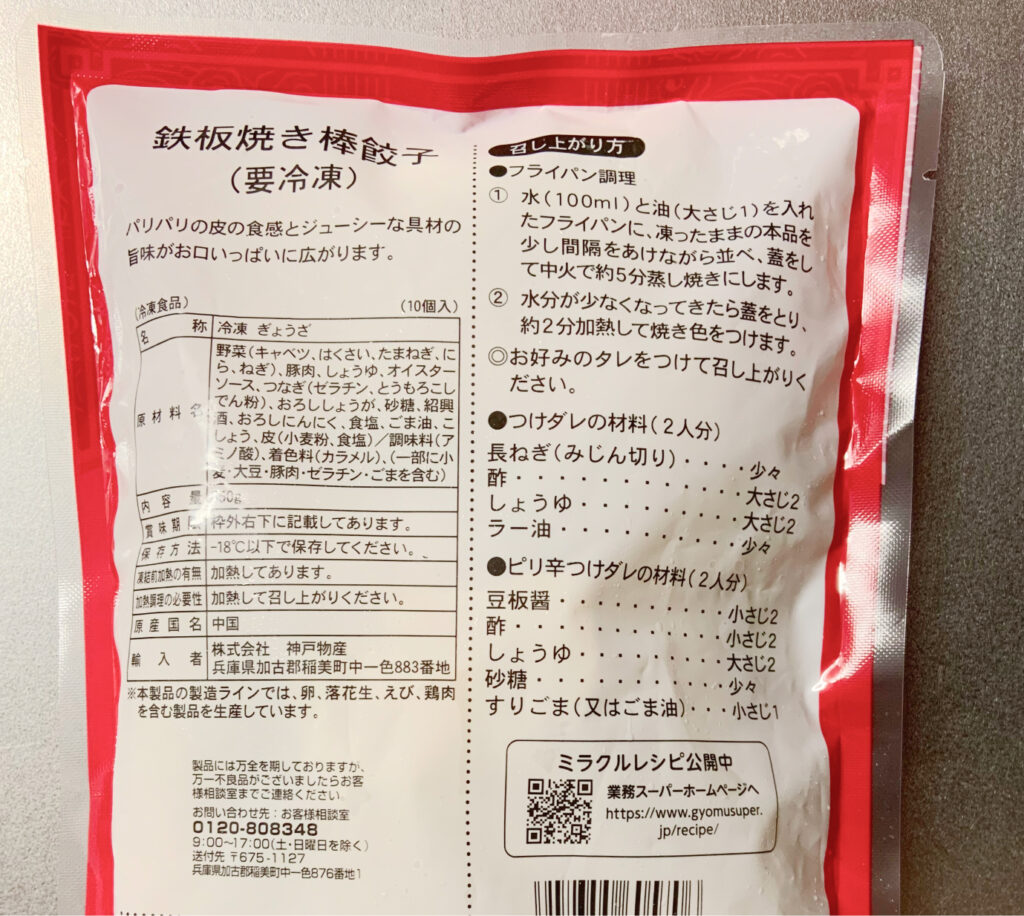 鉄板焼き棒餃子
(要冷凍)
パリパリの皮の食感とジューシーな具材の
旨味がお口いっぱいに広がります。
(冷凍食品) (10個入)
名称 冷凍 ぎょうざ
原材料名 野菜(キャベツ、はくさい、たまねぎ、に
ら、ねぎ)、豚肉、しょうゆ、オイスター
ソース、つなぎ(ゼラチン、とうもろこし
でん粉)、おろししょうが、砂糖、紹興
酒、おろしにんにく、食塩、ごま油、こ
しょう、皮(小麦粉、食塩)/調味料(ア
ミノ酸)、着色料(カラメル)、(一部に小
麦・大豆・豚肉・ゼラチン・ごまを含む)
内容量
賞味期限 枠外右下に記載してあります。
保存方法 -18℃以下で保存してください。
凍結前加熱の有無 加熱してあります。
加熱調理の必要性 加熱して召し上がりください。
原産国名 中国
輸入者 株式会社 神戸物産
兵庫県加古郡稲美町中一色883番地
※本製品の製造ラインでは、卵、落花生、えび、鶏肉
を含む製品を生産しています。
製品には万全を期しておりますが、
万一不良品がございましたらお客
様相談室までご連絡ください。
お問い合わせ先：お客様相談室
0120-808348
9:00〜17:00(土・日曜日を除く)
送付先 〒675-1127
兵庫県加古郡稲美町中一色876番地1
召し上がり方
●フライパン調理
① 水(100ml)と油(大さじ1)を入れ
たフライパンに、凍ったままの本品を
少し間隔をあけながら並べ、蓋をし
て中火で約5分蒸し焼きにします。
② 水分が少なくなってきたら蓋をとり、
約2分加熱して焼き色をつけます。
◎お好みのタレをつけて召し上がりく
ださい。
●つけダレの材料(2人分)
長ねぎ(みじん切り)・・・・少々
酢・・・・・・・・・・・・大さじ2
しょうゆ・・・・・・・・・大さじ2
ラー油・・・・・・・・・・少々
●ピリ辛つけダレの材料(2人分)
豆板醤・・・・・・・・・・小さじ2
酢・・・・・・・・・・・・小さじ2
しょうゆ・・・・・・・・・大さじ2
砂糖・・・・・・・・・・・少々
すりごま(又はごま油)・・・小さじ1
ミラクルレシピ公開中
業務スーパーホームページへ
https://www.gyomusuper.
jp/recipe/